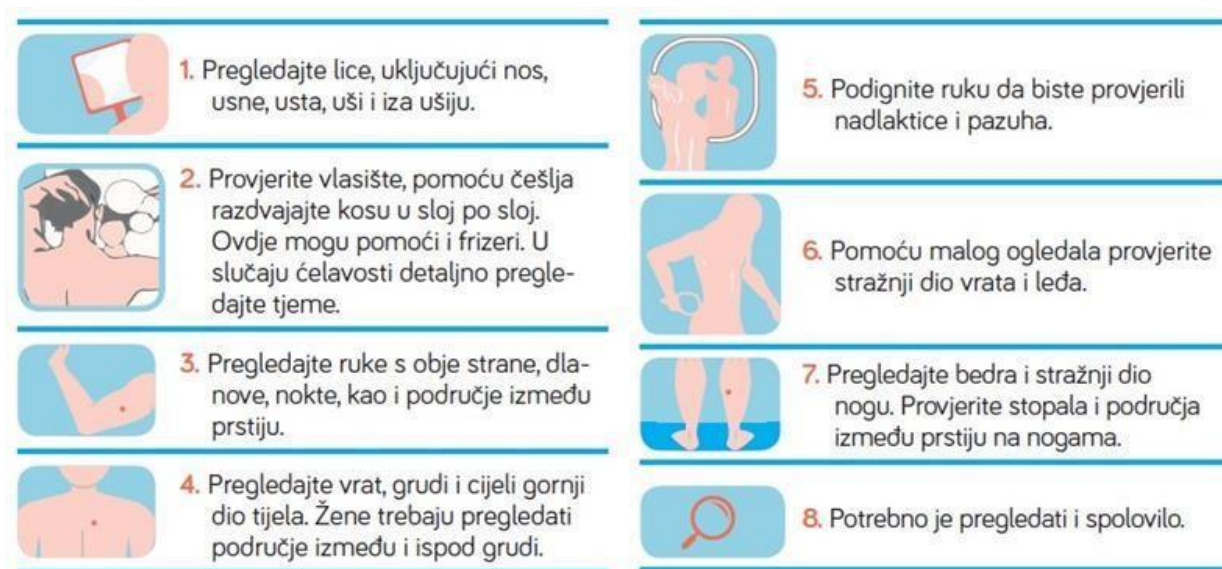 1. Pregledajte lice, uključujući nos,
usne, usta, uši i iza ušiju.
2. Provjerite vlasište, pomoću češlja
razdvajajte kosu u sloj po sloj.
Ovdje mogu pomoći i frizeri. U
slučaju ćelavosti detaljno pregle-
dajte tjeme.
3. Pregledajte ruke s obje strane, dla-
nove, nokte, kao i područje između
prstiju.
4. Pregledajte vrat, grudi i cijeli gornji
dio tijela. Žene trebaju pregledati
područje između i ispod grudi.
5. Podignite ruku da biste provjerili
nadlaktice i pazuha.
6. Pomoću malog ogledala provjerite
stražnji dio vrata i leđa.
7. Pregledajte bedra i stražnji dio
nogu. Provjerite stopala i područja
između prstiju na nogama.
8. Potrebno je pregledati i spolovilo.